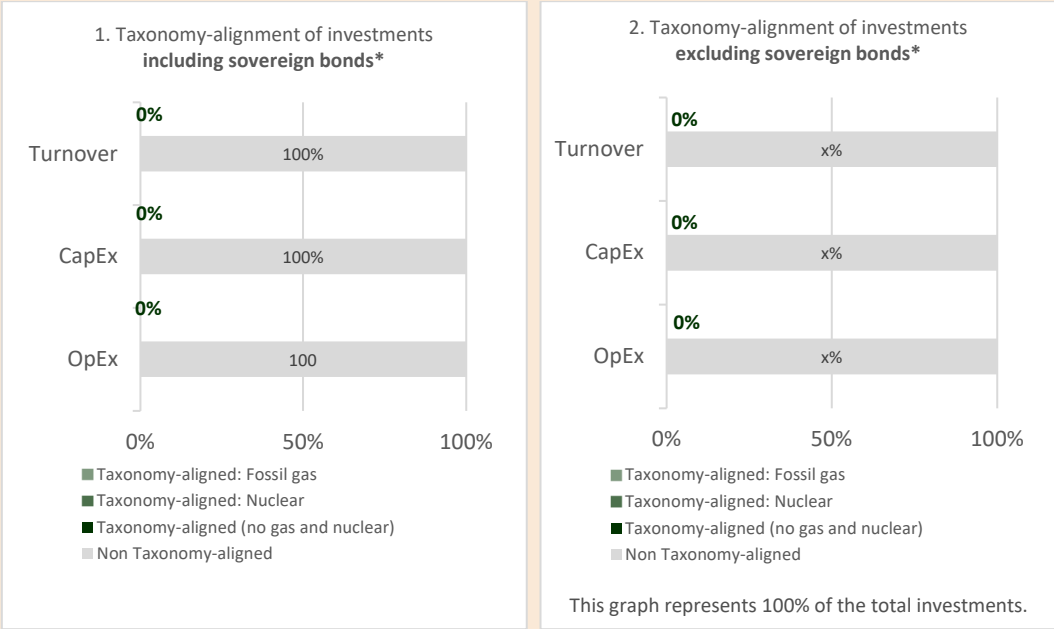 1. Taxonomy-alignment of investments
including sovereign bonds*
0%
Turnover
100%
0%
CapEx
100%
0%
OpEx
100
0%
50%
100%
Taxonomy-aligned: Fossil gas
Taxonomy-aligned: Nuclear
Taxonomy-aligned (no gas and nuclear)
Non Taxonomy-aligned
2. Taxonomy-alignment of investments
excluding sovereign bonds*
0%
Turnover
x%
0%
CapEx
x%
0%
OpEx
x%
0%
50%
100%
Taxonomy-aligned: Fossil gas
Taxonomy-aligned: Nuclear
Taxonomy-aligned (no gas and nuclear)
Non Taxonomy-aligned
This graph represents 100% of the total investments.